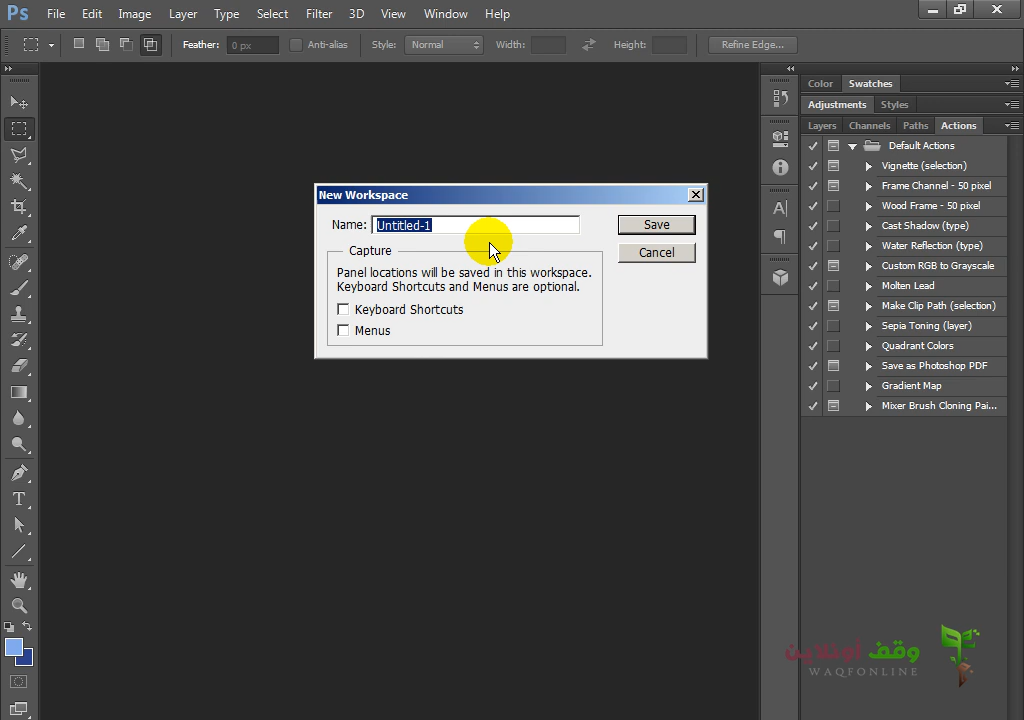 Ps File Edit Image Layer Type Select Filter 3D View Window Help
Feather: 0 px Anti-alias Style: Normal Width: Height: Refine Edge...
Color Swatches
Adjustments Styles
Layers Channels Paths Actions
Default Actions
Vignette (selection)
Frame Channel - 50 pixel
Wood Frame - 50 pixel
Cast Shadow (type)
Water Reflection (type)
Custom RGB to Grayscale
Molten Lead
Make Clip Path (selection)
Sepia Toning (layer)
Quadrant Colors
Save as Photoshop PDF
Gradient Map
Mixer Brush Cloning Pai...
New Workspace
Name: Untitled-1 Save
Cancel
Capture
Panel locations will be saved in this workspace.
Keyboard Shortcuts and Menus are optional.
Keyboard Shortcuts
Menus
وقف أونلاين
WAQFONLINE